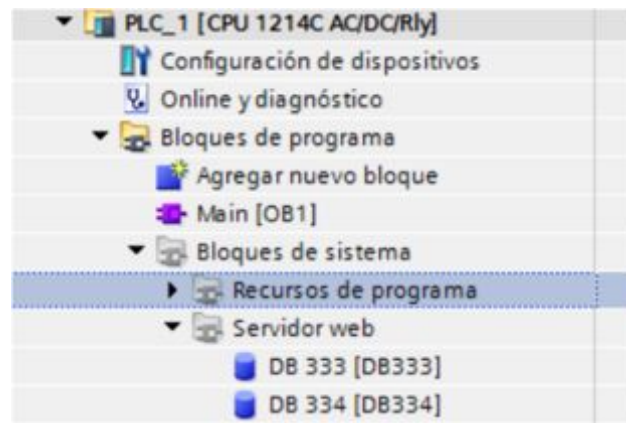 PLC_1 [CPU 1214C AC/DC/Rly]
Configuración de dispositivos
Online y diagnóstico
Bloques de programa
Agregar nuevo bloque
Main [OB1]
Bloques de sistema
Recursos de programa
Servidor web
DB 333 [DB333]
DB 334 [DB334]